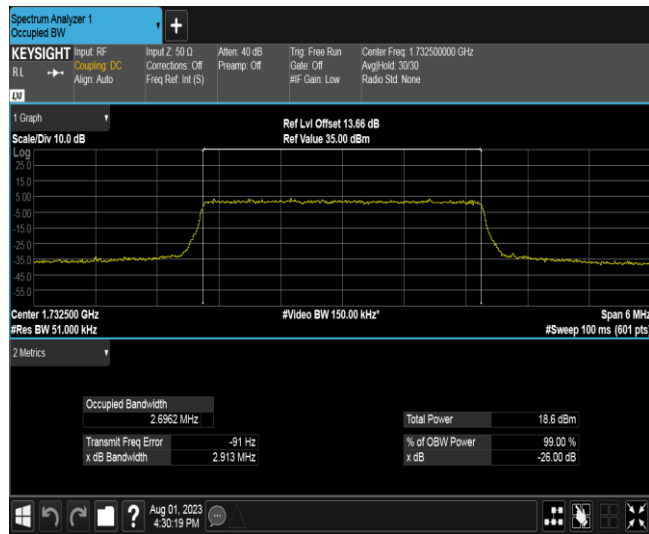 Spectrum Analyzer 1
Occupied BW
+
KEYSIGHT
RL
LXI
Input: RF
Coupling: DC
Align: Auto
Input Z: 50 Ω
Corrections: Off
Freq Ref: Int (S)
Atten: 40 dB
Preamp: Off
Trig: Free Run
Gate: Off
#IF Gain: Low
Center Freq: 1.732500000 GHz
Avg|Hold: 30/30
Radio Std: None
1 Graph
Scale/Div 10.0 dB
Ref Lvl Offset 13.66 dB
Ref Value 35.00 dBm
Log
25.0
15.0
5.00
-5.00
-15.0
-25.0
-35.0
-45.0
-55.0
Center 1.732500 GHz
#Res BW 51.000 kHz
#Video BW 150.00 kHz*
Span 6 MHz
#Sweep 100 ms (601 pts)
2 Metrics
Occupied Bandwidth
2.6962 MHz
Transmit Freq Error -91 Hz
x dB Bandwidth 2.913 MHz
Total Power 18.6 dBm
% of OBW Power 99.00 %
x dB -26.00 dB
?
Aug 01, 2023
4:30:19 PM